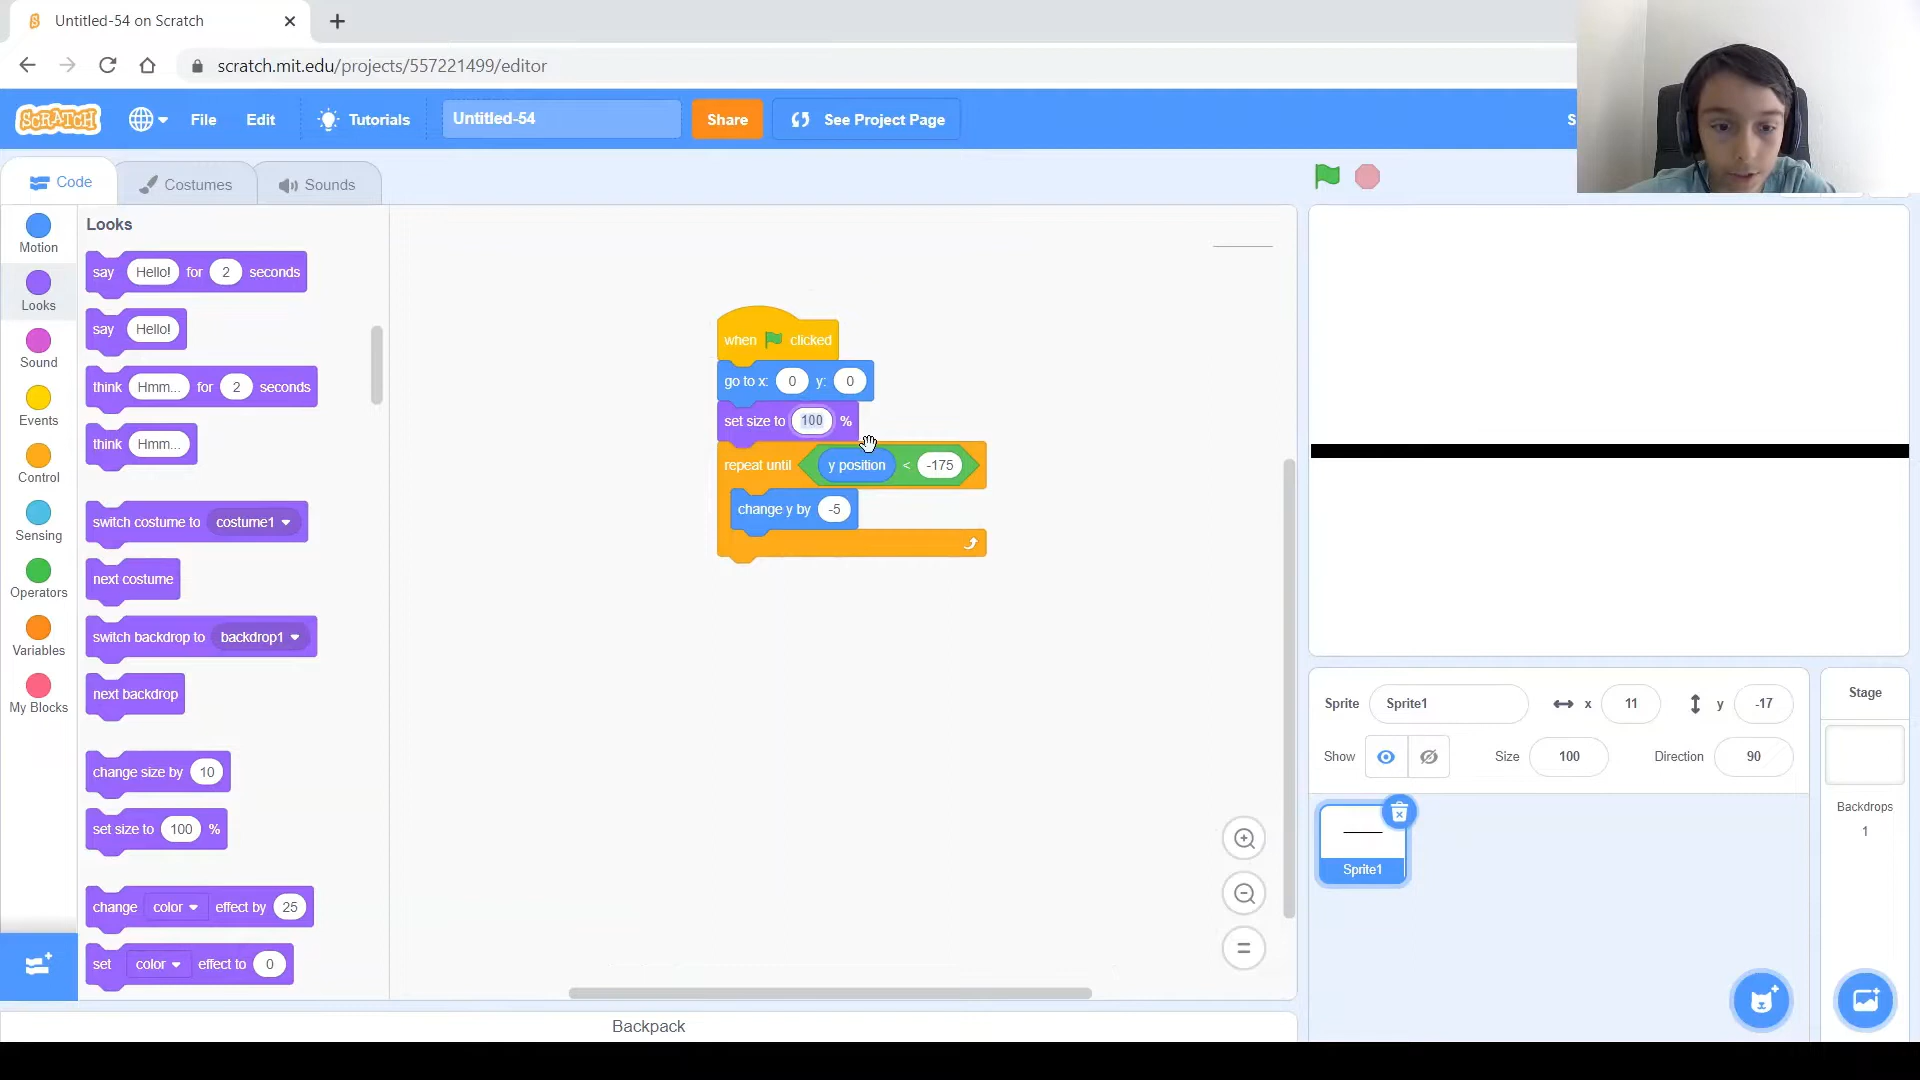 Untitled-54 on Scratch
scratch.mit.edu/projects/557221499/editor
SCRATCH
File
Edit
Tutorials
Untitled-54
Share
See Project Page
S
Code
Costumes
Sounds
Motion
Looks
Sound
Events
Control
Sensing
Operators
Variables
My Blocks
Looks
say Hello! for 2 seconds
say Hello!
think Hmm... for 2 seconds
think Hmm...
switch costume to costume1
next costume
switch backdrop to backdrop1
next backdrop
change size by 10
set size to 100 %
change color effect by 25
set color effect to 0
when clicked
go to x: 0 y: 0
set size to 100 %
repeat until y position < -175
change y by -5
Backpack
Sprite Sprite1 x 11 y -17
Show Size 100 Direction 90
Sprite1
Stage
Backdrops
1